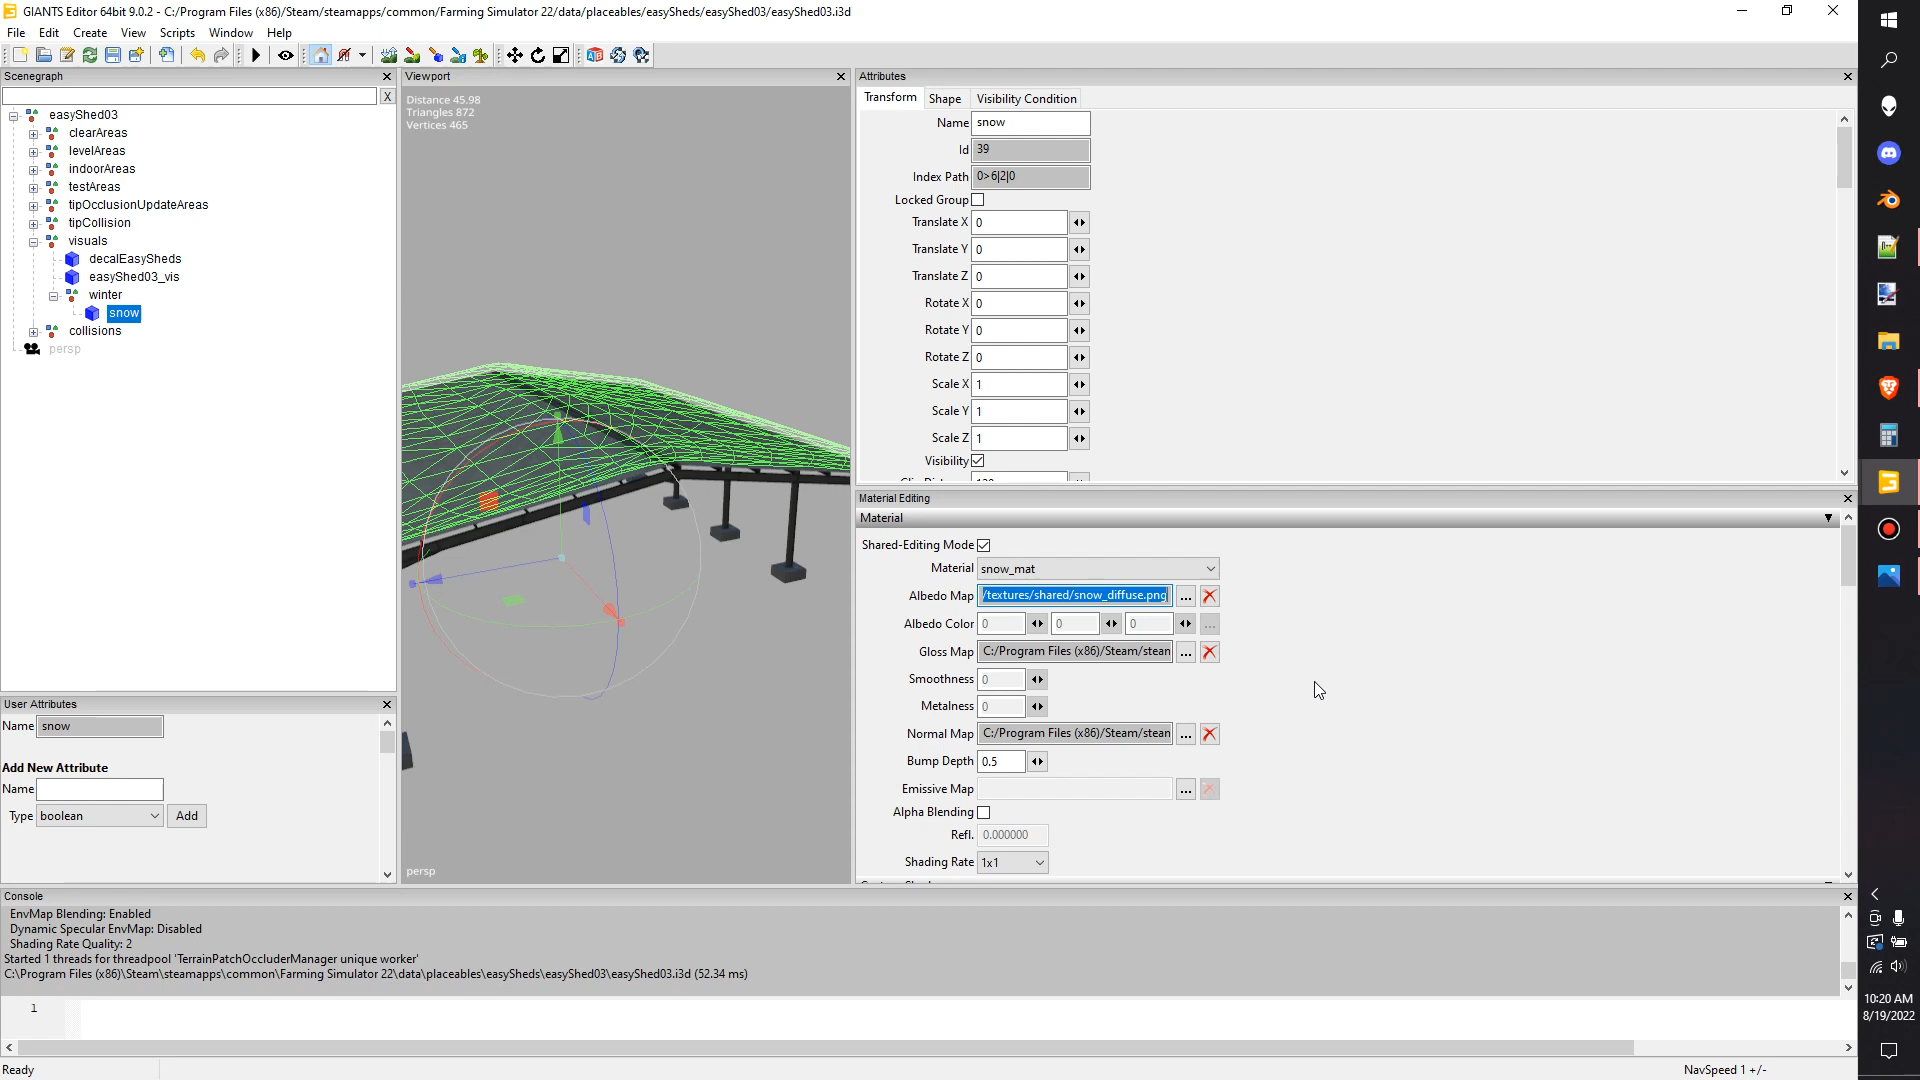 GIANTS Editor 64bit 9.0.2 - C:/Program Files (x86)/Steam/steamapps/common/Farming Simulator 22/data/placeables/easySheds/easyShed03/easyShed03.i3d
File Edit Create View Scripts Window Help
Scenegraph
X
easyShed03
clearAreas
levelAreas
indoorAreas
testAreas
tipOcclusionUpdateAreas
tipCollision
visuals
decalEasySheds
easyShed03_vis
winter
snow
collisions
persp
User Attributes
Name snow
Add New Attribute
Name
Type boolean Add
Viewport
Distance 45.98
Triangles 872
Vertices 465
persp
Attributes
Transform Shape Visibility Condition
Name snow
Id 39
Index Path 0>6|2|0
Locked Group
Translate X 0
Translate Y 0
Translate Z 0
Rotate X 0
Rotate Y 0
Rotate Z 0
Scale X 1
Scale Y 1
Scale Z 1
Visibility
Material Editing
Material
Shared-Editing Mode
Material snow_mat
Albedo Map /textures/shared/snow_diffuse.png ...
Albedo Color 0 0 0 ...
Gloss Map C:/Program Files (x86)/Steam/stean ...
Smoothness 0
Metalness 0
Normal Map C:/Program Files (x86)/Steam/stean ...
Bump Depth 0.5
Emissive Map ...
Alpha Blending
Refl. 0.000000
Shading Rate 1x1
Console
EnvMap Blending: Enabled
Dynamic Specular EnvMap: Disabled
Shading Rate Quality: 2
Started 1 threads for threadpool 'TerrainPatchOccluderManager unique worker'
C:\Program Files (x86)\Steam\steamapps\common\Farming Simulator 22\data\placeables\easySheds\easyShed03\easyShed03.i3d (52.34 ms)
1
Ready
NavSpeed 1 +/-
10:20 AM
8/19/2022